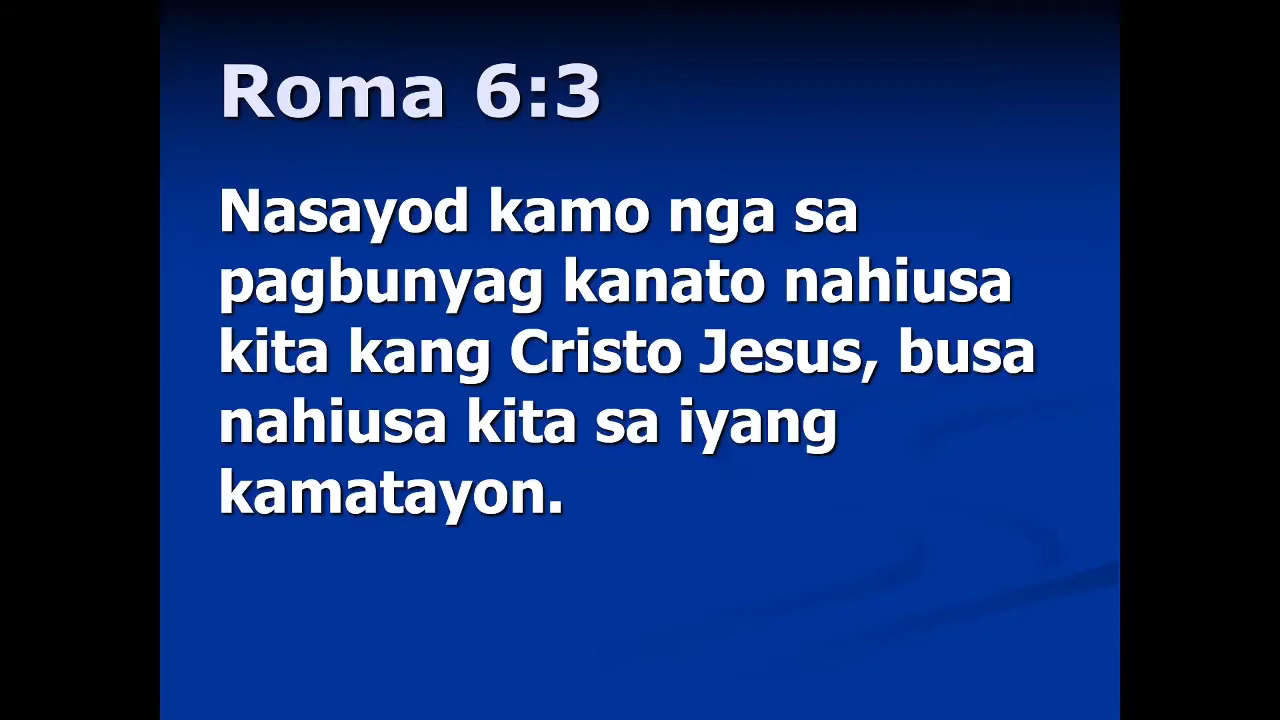 Roma 6:3
Nasayod kamo nga sa
pagbunyag kanato nahiusa
kita kang Cristo Jesus, busa
nahiusa kita sa iyang
kamatayon.